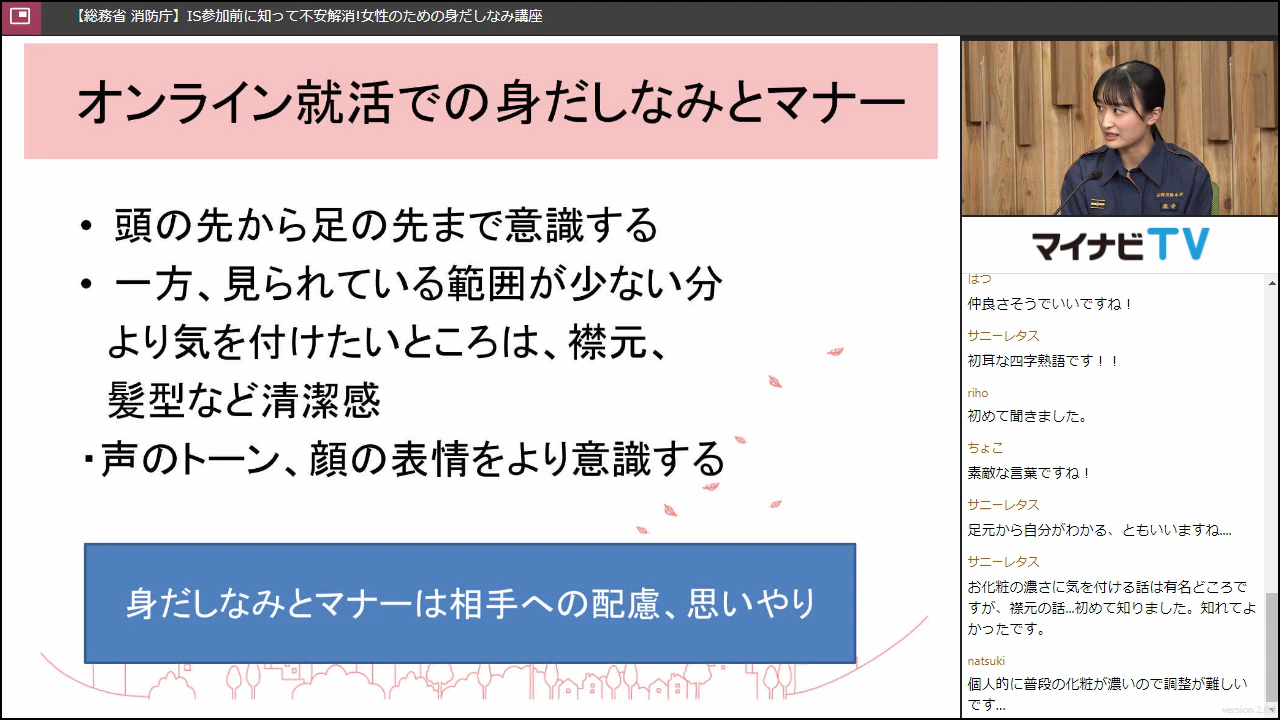 【総務省 消防庁】IS参加前に知って不安解消!女性のための身だしなみ講座
オンライン就活での身だしなみとマナー
• 頭の先から足の先まで意識する
• 一方、見られている範囲が少ない分
より気を付けたいところは、襟元、
髪型など清潔感
・声のトーン、顔の表情をより意識する
身だしなみとマナーは相手への配慮、思いやり
マイナビTV
はつ
仲良さそうでいいですね！
サニーレタス
初耳な四字熟語です！！
riho
初めて聞きました。
ちょこ
素敵な言葉ですね！
サニーレタス
足元から自分がわかる、ともいいますね....
サニーレタス
お化粧の濃さに気を付ける話は有名どころで
すが、襟元の話...初めて知りました。知れてよ
かったです。
natsuki
個人的に普段の化粧が濃いので調整が難しい
です...